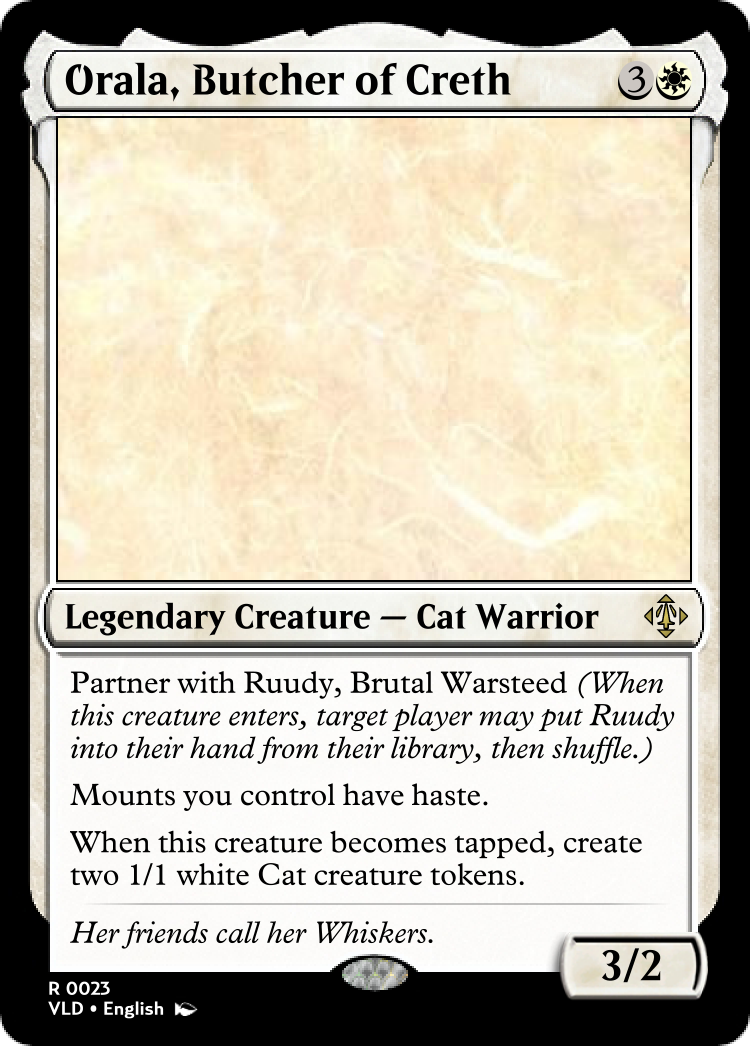 Orala, Butcher of Creth
3
Legendary Creature — Cat Warrior
Partner with Ruudy, Brutal Warsteed (When
this creature enters, target player may put Ruudy
into their hand from their library, then shuffle.)
Mounts you control have haste.
When this creature becomes tapped, create
two 1/1 white Cat creature tokens.
Her friends call her Whiskers.
3/2
R 0023
VLD • English